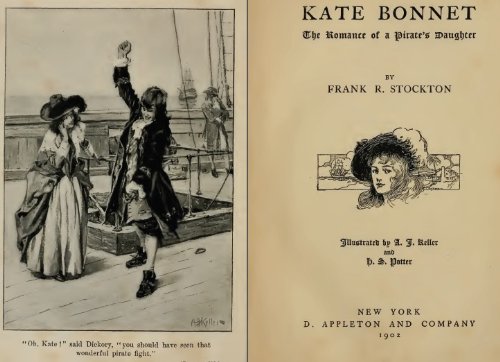 A I Keller
"Oh, Kate!" said Dickory, "you should have seen that
wonderful pirate fight."
KATE BONNET
The Romance of a Pirate's Daughter
BY
FRANK R. STOCKTON
Illustrated by A. I. Keller
and
H. S. Potter
NEW YORK
D. APPLETON AND COMPANY
1902